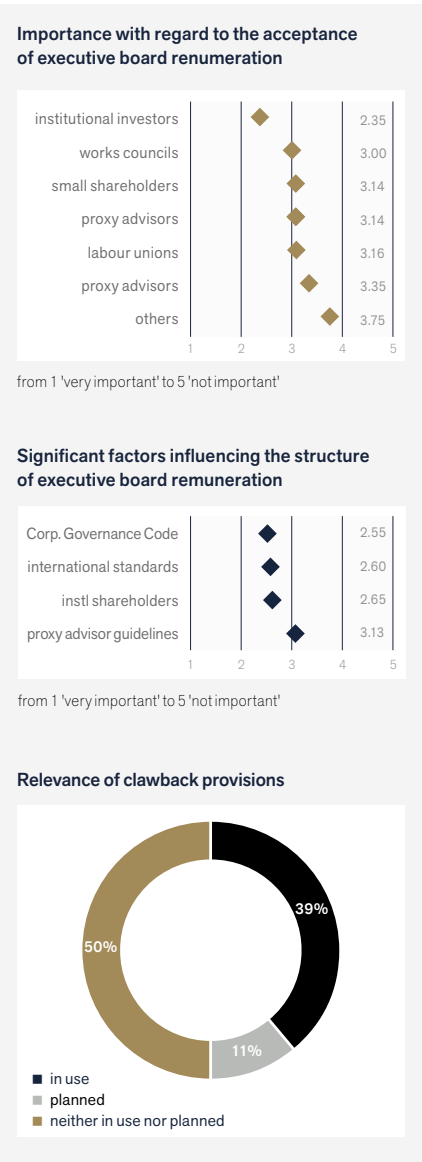 Importance with regard to the acceptance
of executive board renumeration
institutional investors 2.35
works councils 3.00
small shareholders 3.14
proxy advisors 3.14
labour unions 3.16
proxy advisors 3.35
others 3.75
1 2 3 4 5
from 1 'very important' to 5 'not important'
Significant factors influencing the structure
of executive board remuneration
Corp. Governance Code 2.55
international standards 2.60
instl shareholders 2.65
proxy advisor guidelines 3.13
1 2 3 4 5
from 1 'very important' to 5 'not important'
Relevance of clawback provisions
39%
50%
11%
in use
planned
neither in use nor planned